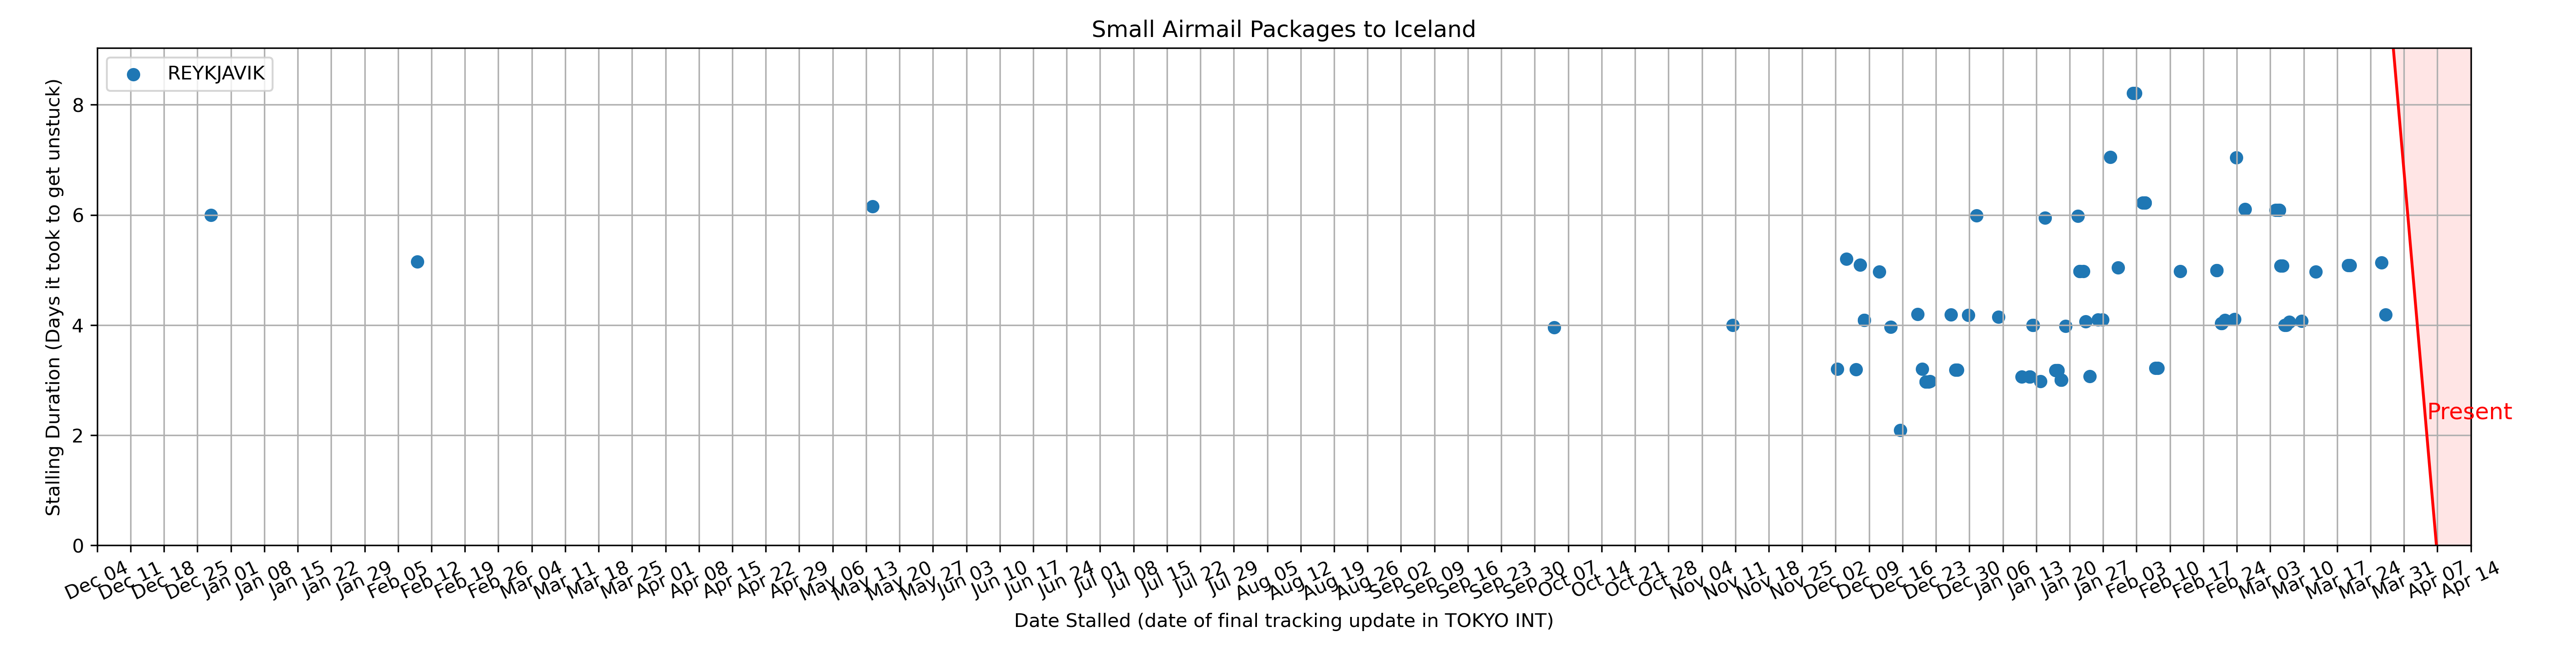 Small Airmail Packages to Iceland
REYKJAVIK
Stalling Duration (Days it took to get unstuck)
8
6
4
2
0
Present
Dec 04
Dec 11
Dec 18
Dec 25
Jan 01
Jan 08
Jan 15
Jan 22
Jan 29
Feb 05
Feb 12
Feb 19
Feb 26
Mar 04
Mar 11
Mar 18
Mar 25
Apr 01
Apr 08
Apr 15
Apr 22
Apr 29
May 06
May 13
May 20
May 27
Jun 03
Jun 10
Jun 17
Jun 24
Jul 01
Jul 08
Jul 15
Jul 22
Jul 29
Aug 05
Aug 12
Aug 19
Aug 26
Sep 02
Sep 09
Sep 16
Sep 23
Sep 30
Oct 07
Oct 14
Oct 21
Oct 28
Nov 04
Nov 11
Nov 18
Nov 25
Dec 02
Dec 09
Dec 16
Dec 23
Dec 30
Jan 06
Jan 13
Jan 20
Jan 27
Feb 03
Feb 10
Feb 17
Feb 24
Mar 03
Mar 10
Mar 17
Mar 24
Mar 31
Apr 07
Apr 14
Date Stalled (date of final tracking update in TOKYO INT)